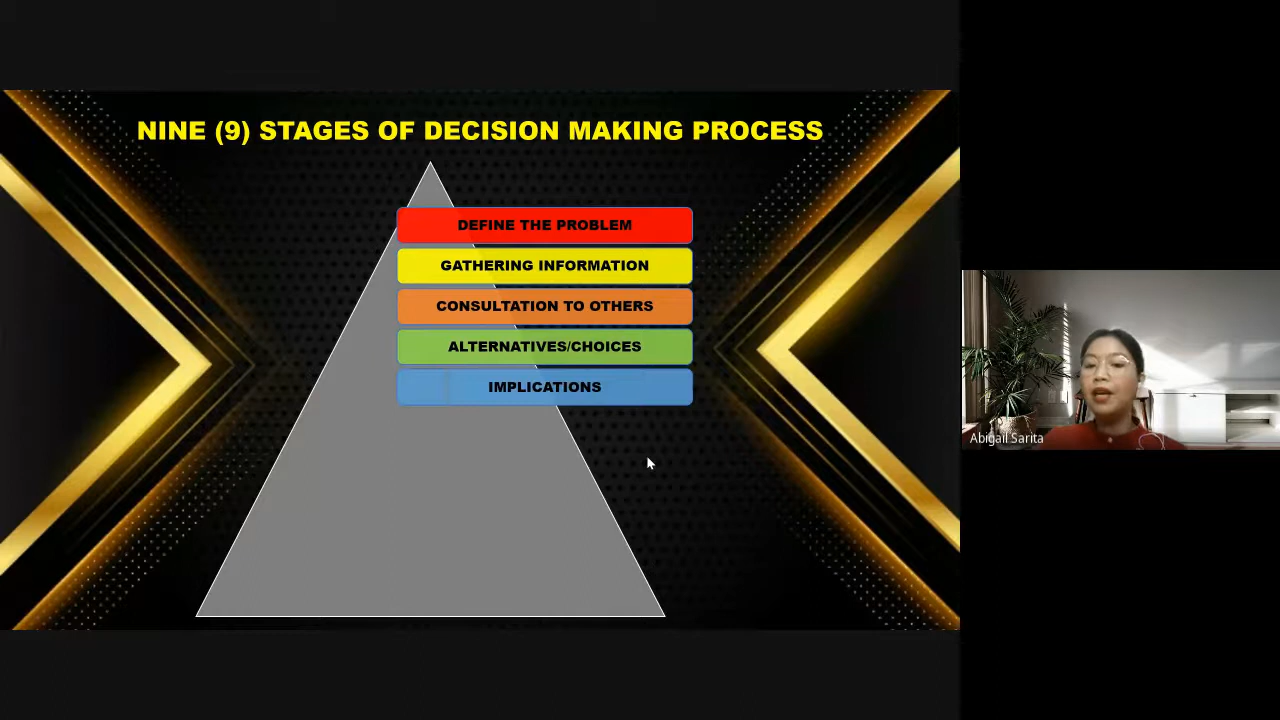 NINE (9) STAGES OF DECISION MAKING PROCESS
DEFINE THE PROBLEM
GATHERING INFORMATION
CONSULTATION TO OTHERS
ALTERNATIVES/CHOICES
IMPLICATIONS
Abigail Sarita